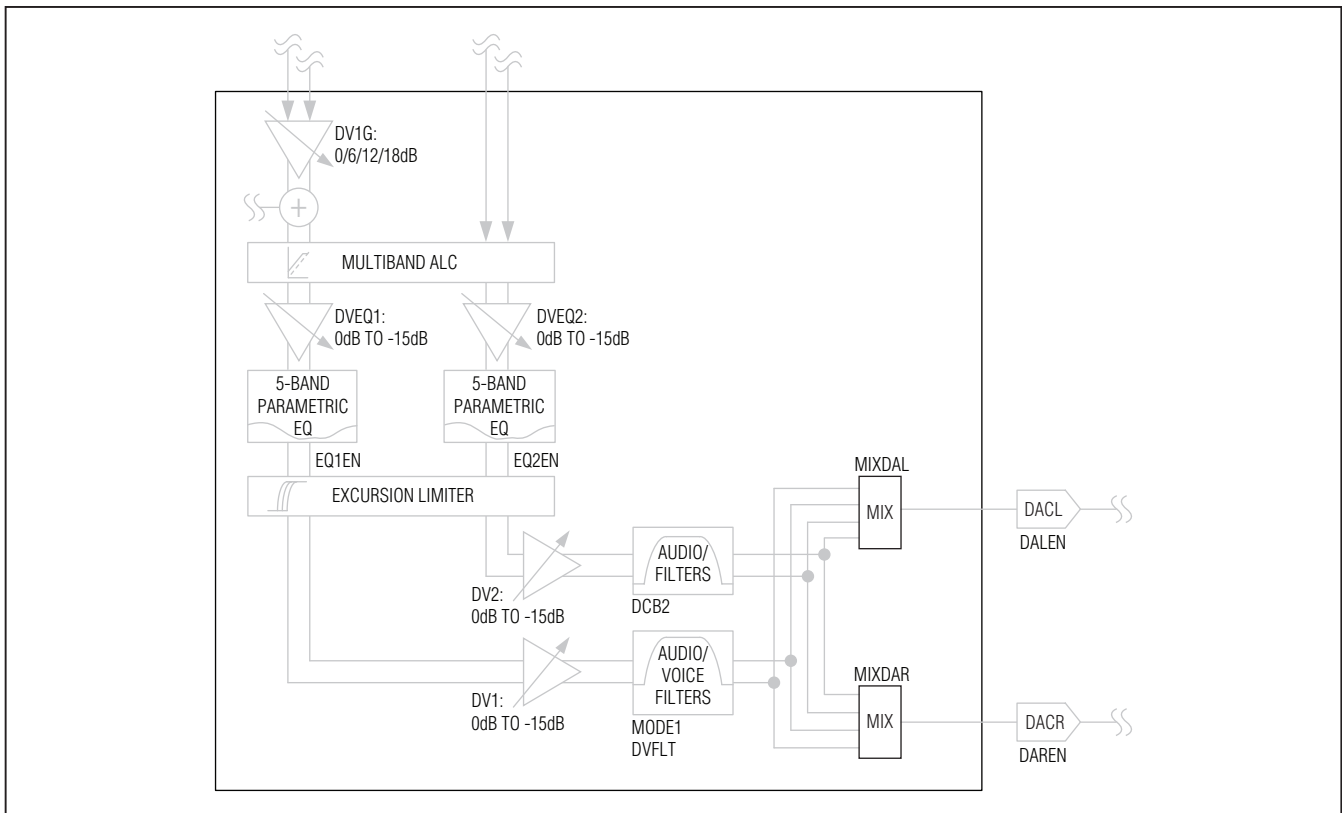 DV1G:
0/6/12/18dB
+
MULTIBAND ALC
DVEQ1:
0dB TO -15dB
DVEQ2:
0dB TO -15dB
5-BAND
PARAMETRIC
EQ
5-BAND
PARAMETRIC
EQ
EQ1EN
EQ2EN
EXCURSION LIMITER
MIXDAL
MIX
DACL
DALEN
AUDIO/
FILTERS
DCB2
DV2:
0dB TO -15dB
AUDIO/
VOICE
FILTERS
MODE1
DVFLT
DV1:
0dB TO -15dB
MIXDAR
MIX
DACR
DAREN